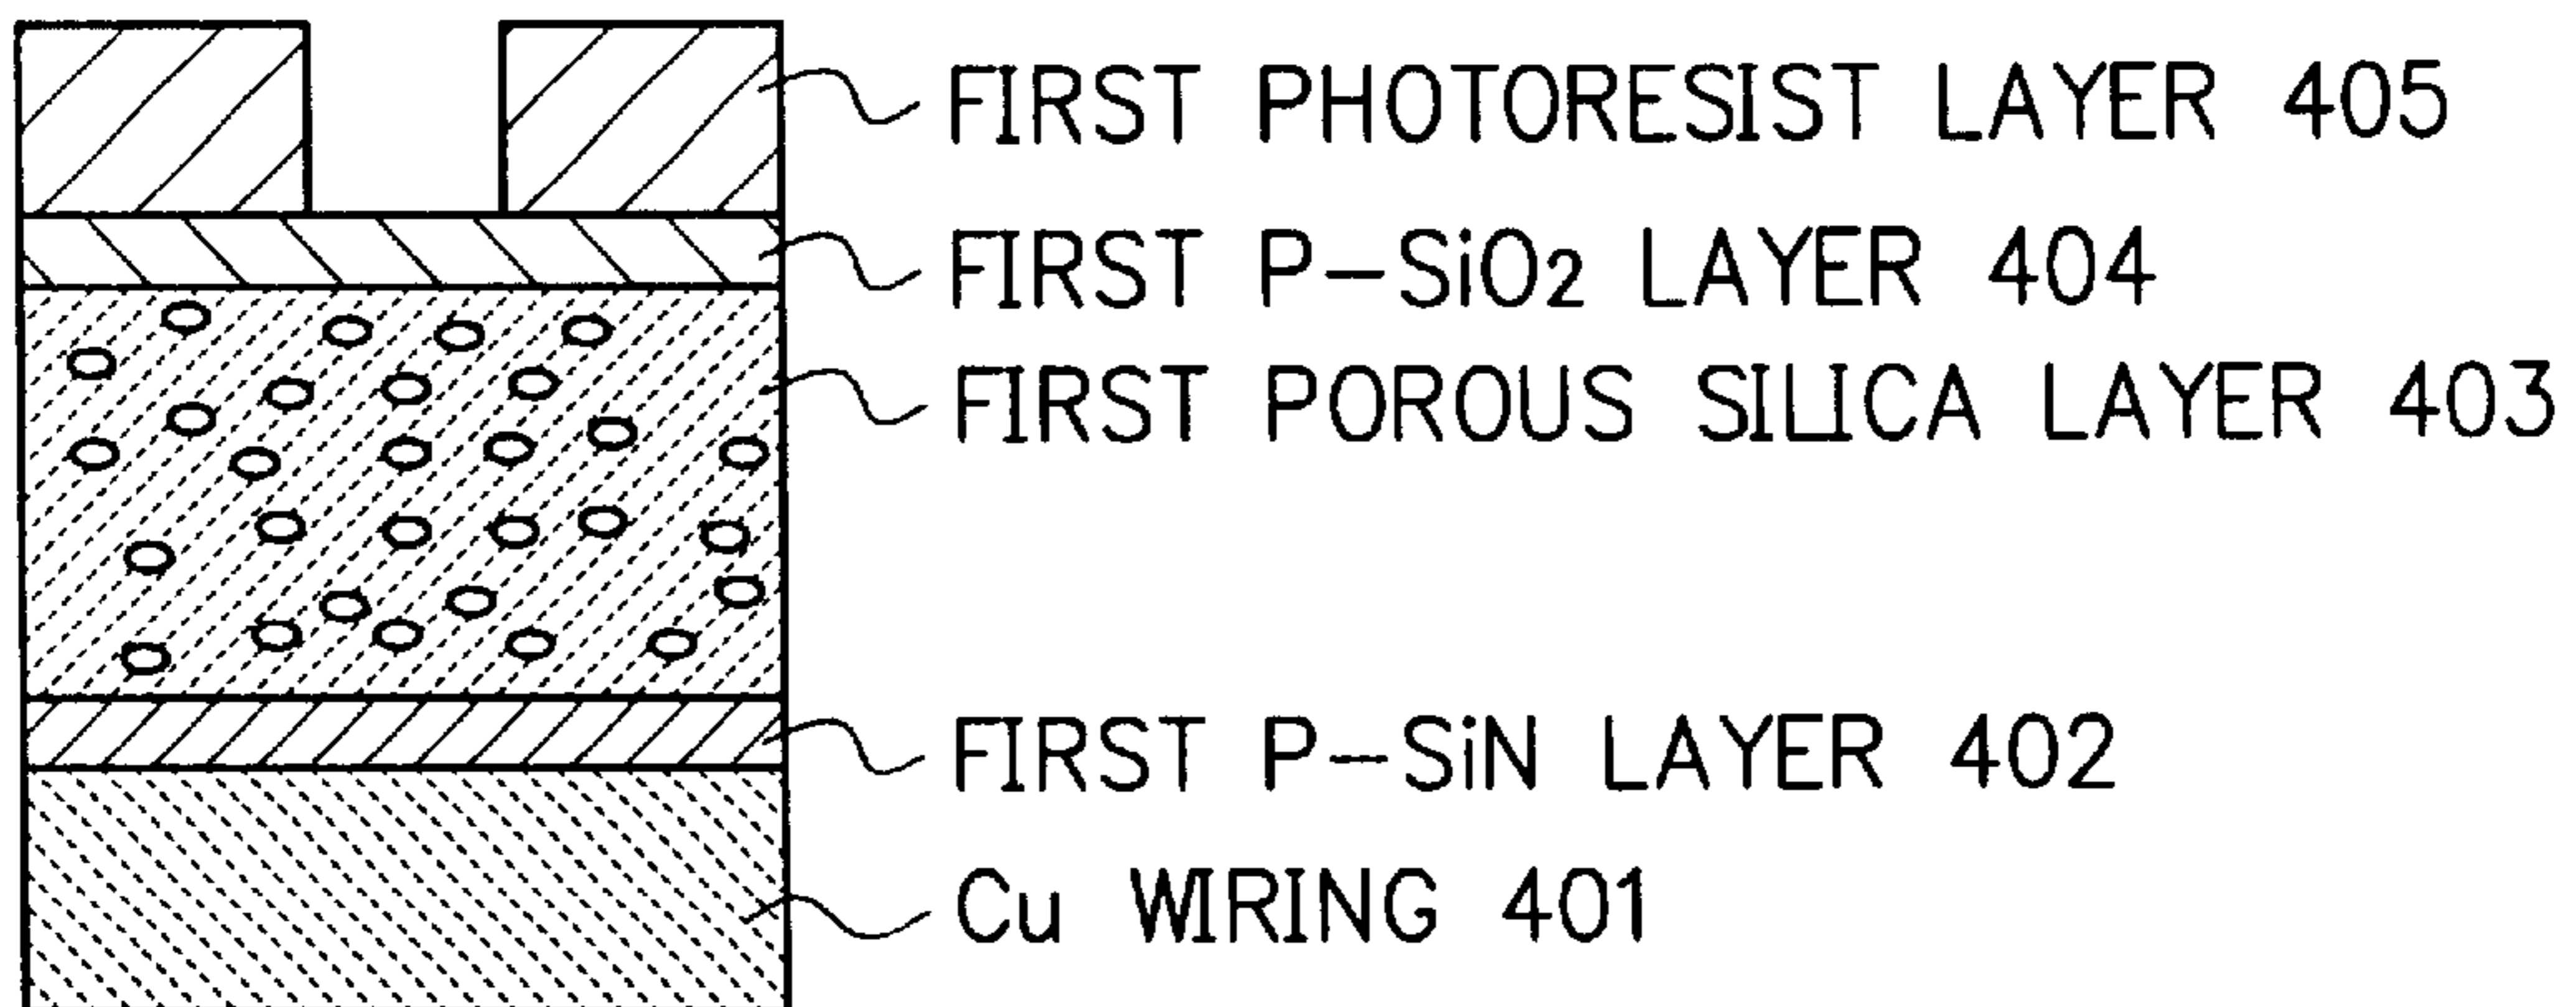 FIRST PHOTORESIST LAYER 405
FIRST P-SiO2 LAYER 404
FIRST POROUS SILICA LAYER 403
FIRST P-SiN LAYER 402
Cu WIRING 401